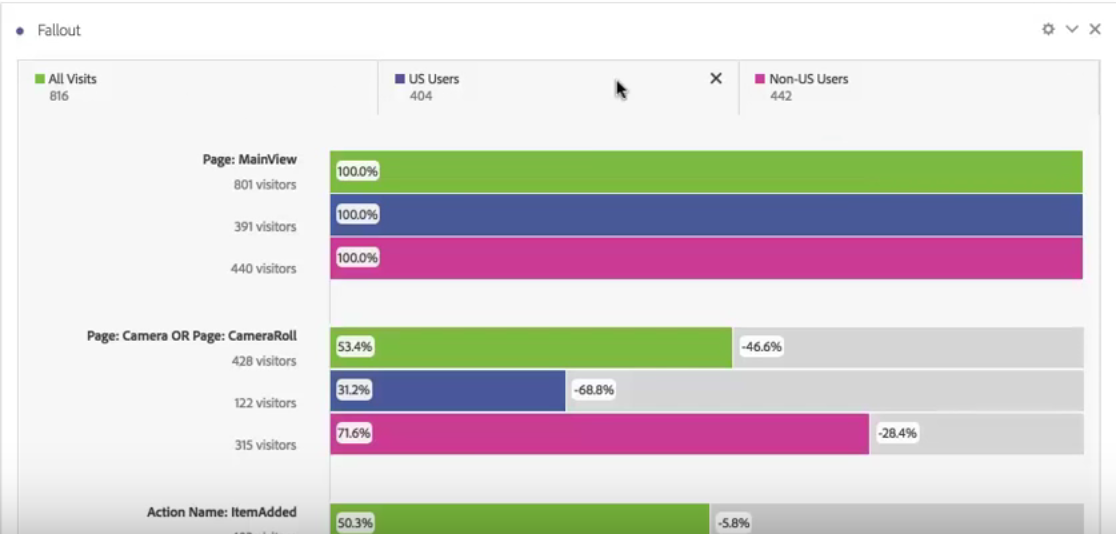 Fallout
All Visits
816
US Users
404
Non-US Users
442
Page: MainView
801 visitors
391 visitors
440 visitors
100.0%
100.0%
100.0%
Page: Camera OR Page: CameraRoll
428 visitors
122 visitors
315 visitors
53.4%
-46.6%
31.2%
-68.8%
71.6%
-28.4%
Action Name: ItemAdded
50.3%
-5.8%